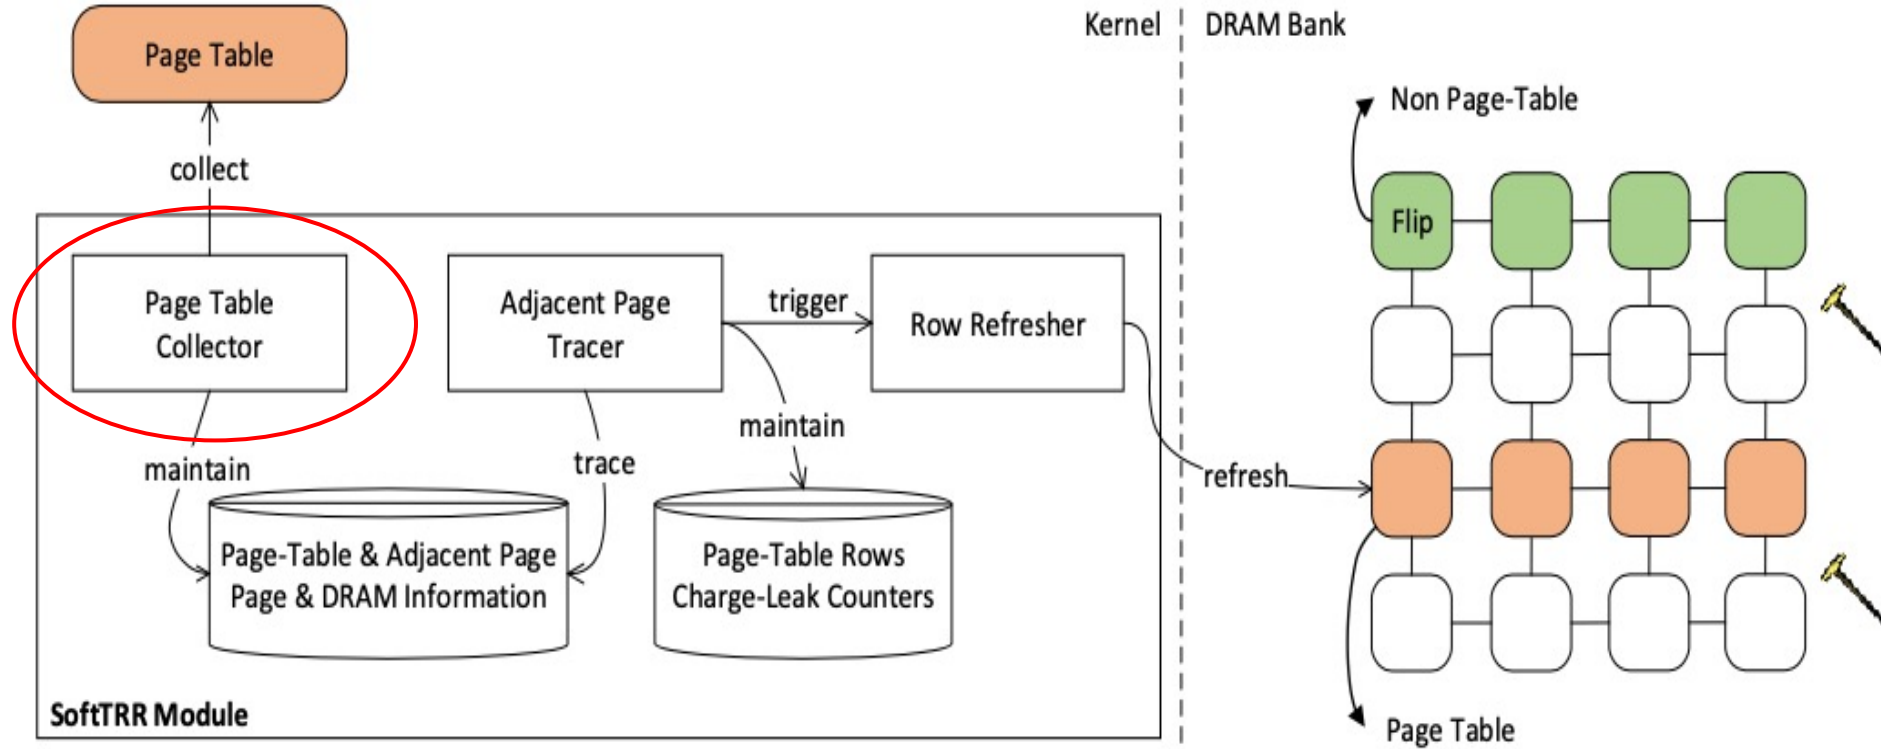 Page Table
Kernel
DRAM Bank
Non Page-Table
collect
Flip
Page Table
Collector
Adjacent Page
Tracer
trigger
Row Refresher
maintain
maintain
trace
refresh
Page-Table & Adjacent Page
Page & DRAM Information
Page-Table Rows
Charge-Leak Counters
SoftTRR Module
Page Table